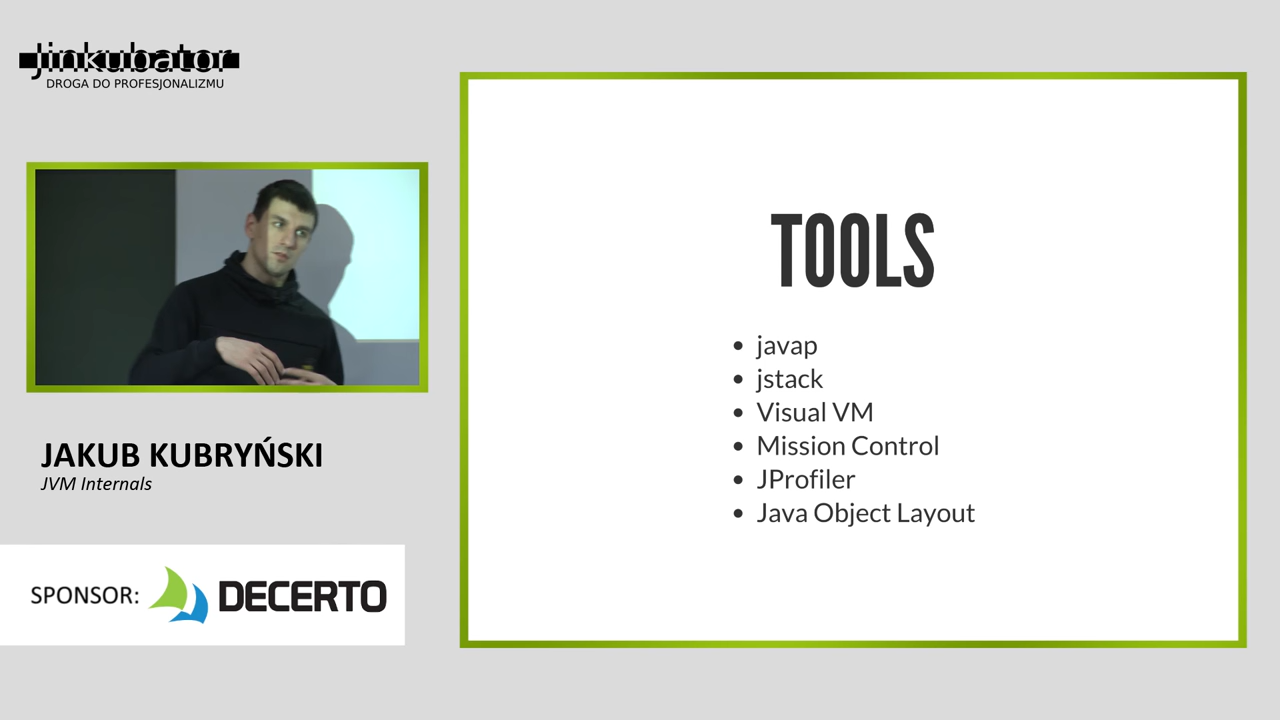 Jinkubator
DROGA DO PROFESJONALIZMU
JAKUB KUBRYŃSKI
JVM Internals
SPONSOR: DECERTO
TOOLS
• javap
• jstack
• Visual VM
• Mission Control
• JProfiler
• Java Object Layout